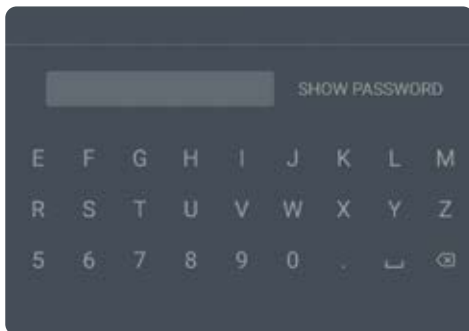 SHOW PASSWORD
E F G H I J K L M
R S T U V W X Y Z
5 6 7 8 9 0 .